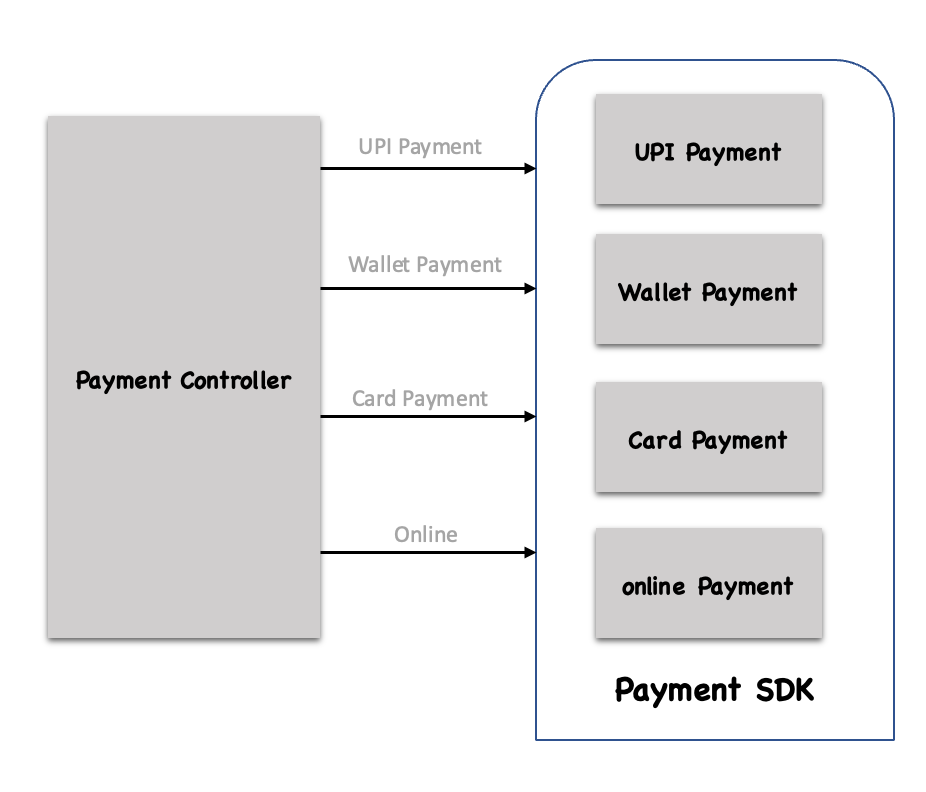 UPI Payment
Wallet Payment
Payment Controller
Card Payment
Online
UPI Payment
Wallet Payment
Card Payment
online Payment
Payment SDK